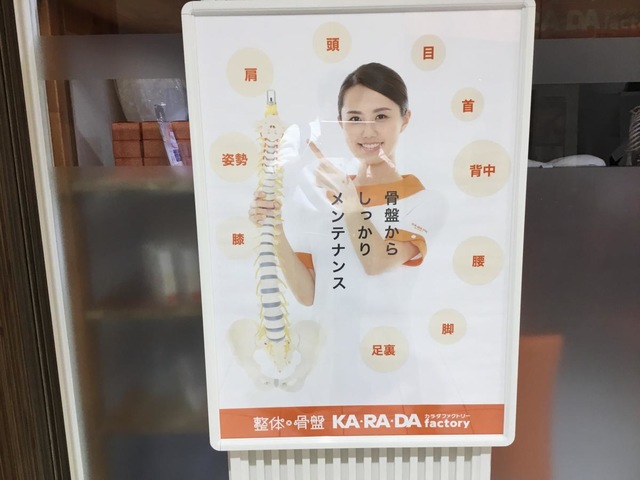 頭
目
肩
首
姿勢
背中
骨盤から
しっかり
メンテナンス
膝
腰
脚
足裏
整体・骨盤 KA・RA・DA カラダファクトリー factory
RA・DA